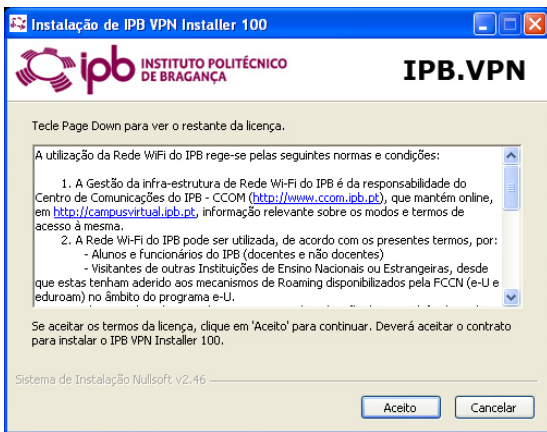 Instalação de IPB VPN Installer 100
ipb INSTITUTO POLITÉCNICO
DE BRAGANÇA
IPB.VPN
Tecle Page Down para ver o restante da licença.
A utilização da Rede WiFi do IPB rege-se pelas seguintes normas e condições:
1. A Gestão da infra-estrutura de Rede Wi-Fi do IPB é da responsabilidade do
Centro de Comunicações do IPB - CCOM (http://www.ccom.ipb.pt), que mantém online,
em http://campusvirtual.ipb.pt, informação relevante sobre os modos e termos de
acesso à mesma.
2. A Rede Wi-Fi do IPB pode ser utilizada, de acordo com os presentes termos, por:
- Alunos e funcionários do IPB (docentes e não docentes)
- Visitantes de outras Instituições de Ensino Nacionais ou Estrangeiras, desde
que estas tenham aderido aos mecanismos de Roaming disponibilizados pela FCCN (e-U e
eduroam) no âmbito do programa e-U.
Se aceitar os termos da licença, clique em 'Aceito' para continuar. Deverá aceitar o contrato
para instalar o IPB VPN Installer 100.
Sistema de Instalação Nullsoft v2.46
Aceito
Cancelar